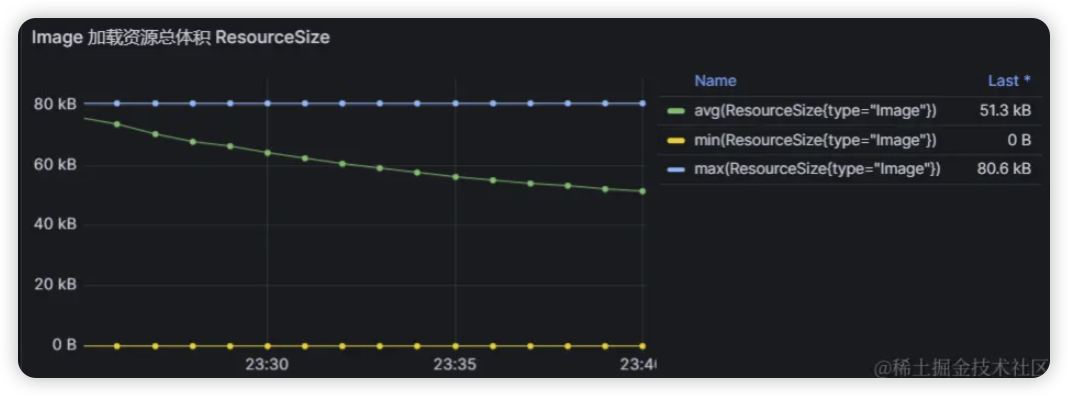 Image 加载资源总体积 ResourceSize
80 kB
60 kB
40 kB
20 kB
0 B
23:30 23:35 23:40
Name Last *
avg(ResourceSize{type="Image"}) 51.3 kB
min(ResourceSize{type="Image"}) 0 B
max(ResourceSize{type="Image"}) 80.6 kB
@稀土掘金技术社区